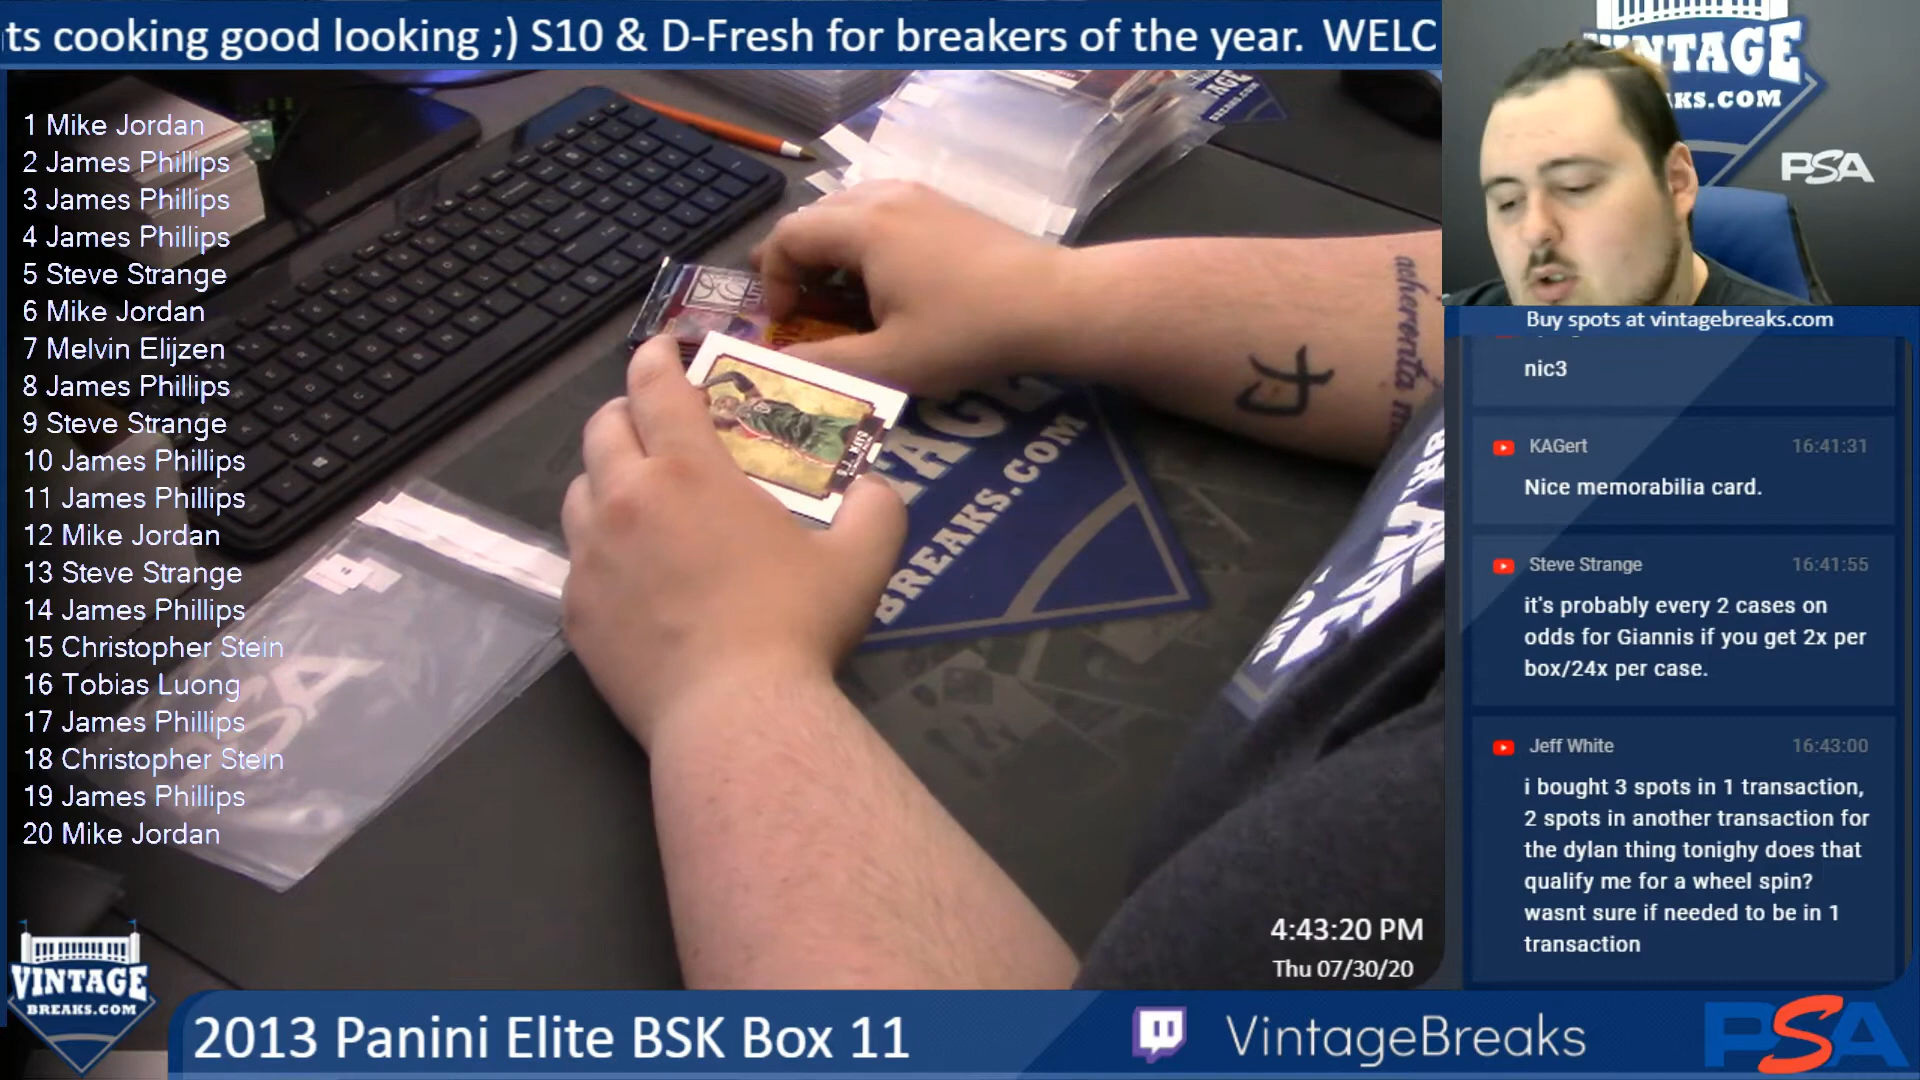 ts cooking good looking ;) S10 & D-Fresh for breakers of the year. WELC
VINTAGE
AKS.COM
PSA
1 Mike Jordan
2 James Phillips
3 James Phillips
4 James Phillips
5 Steve Strange
6 Mike Jordan
7 Melvin Elijzen
8 James Phillips
9 Steve Strange
10 James Phillips
11 James Phillips
12 Mike Jordan
13 Steve Strange
14 James Phillips
15 Christopher Stein
16 Tobias Luong
17 James Phillips
18 Christopher Stein
19 James Phillips
20 Mike Jordan
acheronta
力
O.J. MAYO
TAGE
BREAKS.COM
PSA
Buy spots at vintagebreaks.com
nic3
KAGert 16:41:31
Nice memorabilia card.
Steve Strange 16:41:55
it's probably every 2 cases on
odds for Giannis if you get 2x per
box/24x per case.
Jeff White 16:43:00
i bought 3 spots in 1 transaction,
2 spots in another transaction for
the dylan thing tonighy does that
qualify me for a wheel spin?
wasnt sure if needed to be in 1
transaction
4:43:20 PM
Thu 07/30/20
VINTAGE
BREAKS.COM
2013 Panini Elite BSK Box 11
VintageBreaks
PSA